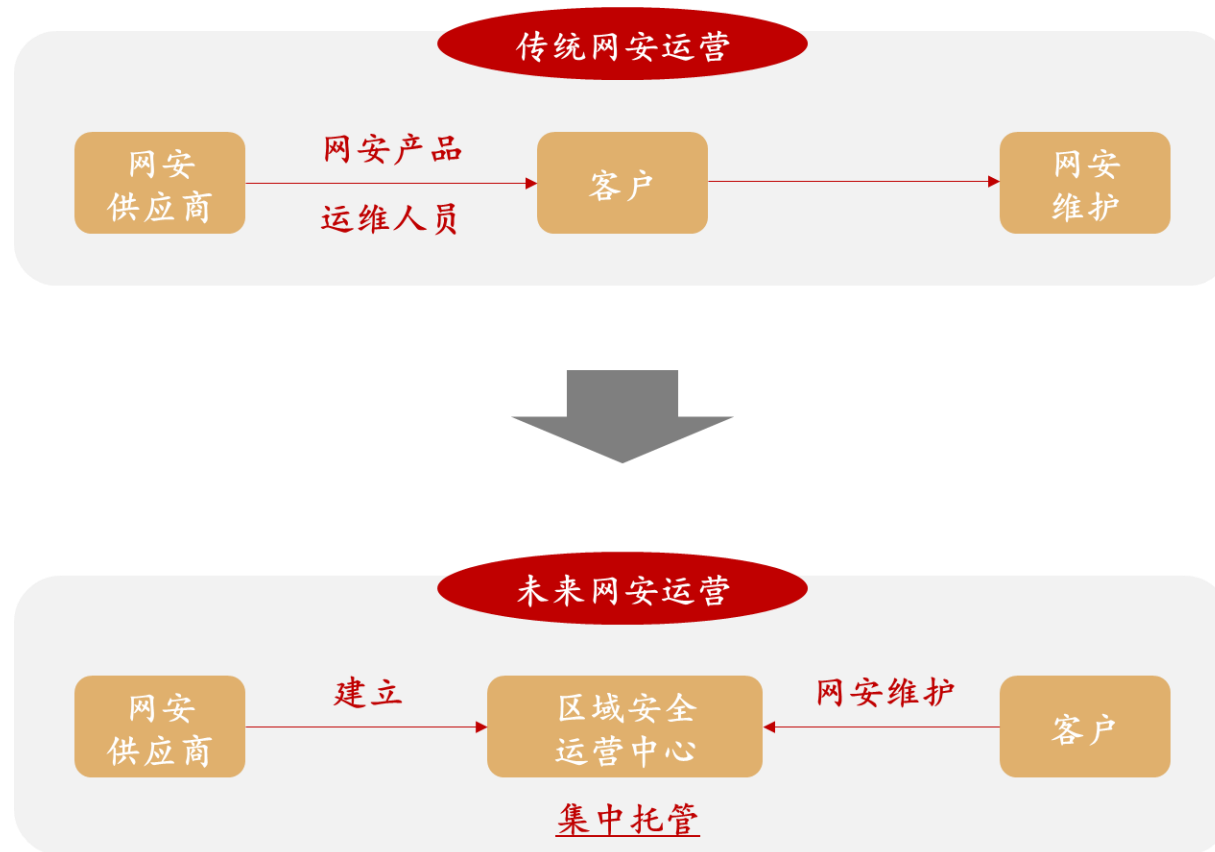 传统网安运营
网安
供应商
网安产品
运维人员
客户
网安
维护
未来网安运营
网安
供应商
建立
区域安全
运营中心
集中托管
网安维护
客户